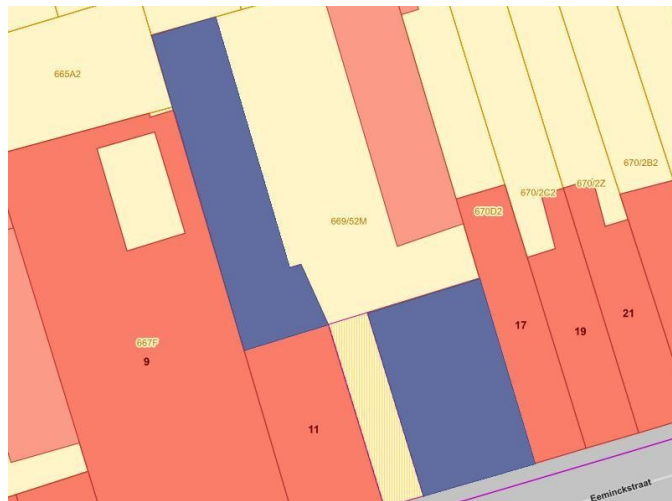 665A2
670/2B2
670/2Z
670/2C2
670D2
669/52M
21
17
19
667F
9
11
Eeminckstraat